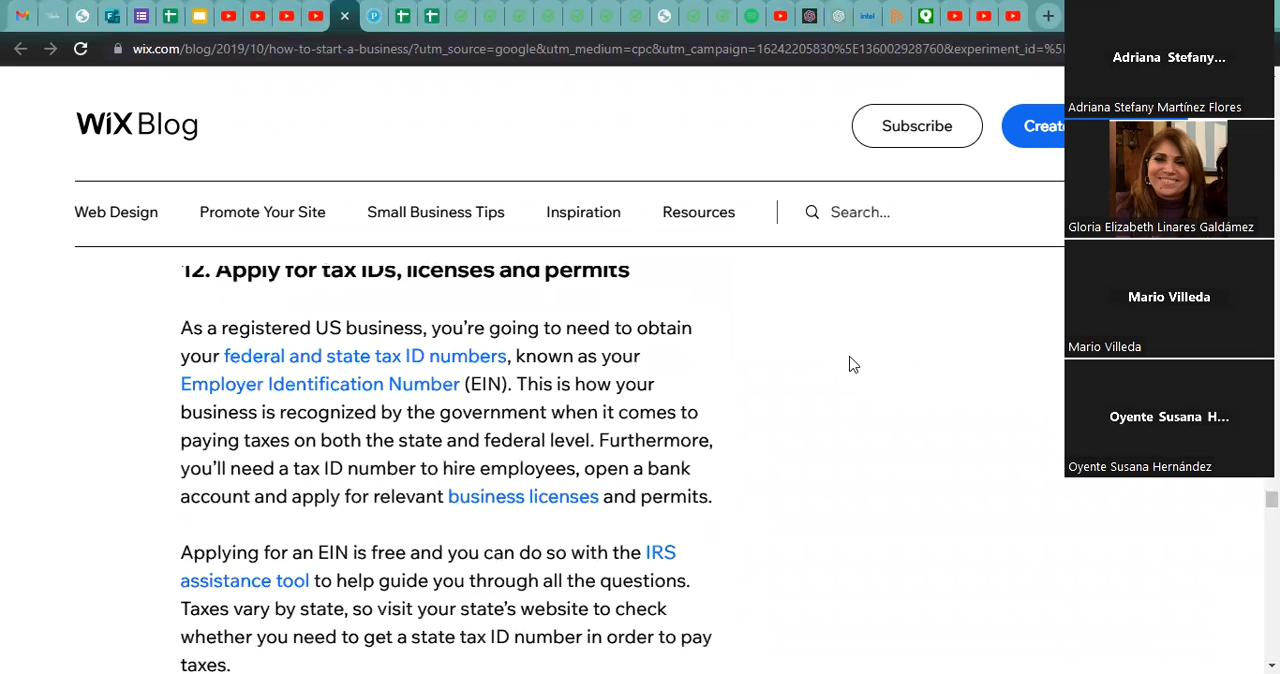 wix.com/blog/2019/10/how-to-start-a-business/?utm_source=google&utm_medium=cpc&utm_campaign=16242205830%5E136002928760&experiment_id=%5
WiX Blog
Subscribe
Create
Web Design
Promote Your Site
Small Business Tips
Inspiration
Resources
Search...
12. Apply for tax IDs, licenses and permits
As a registered US business, you’re going to need to obtain
your federal and state tax ID numbers, known as your
Employer Identification Number (EIN). This is how your
business is recognized by the government when it comes to
paying taxes on both the state and federal level. Furthermore,
you’ll need a tax ID number to hire employees, open a bank
account and apply for relevant business licenses and permits.
Applying for an EIN is free and you can do so with the IRS
assistance tool to help guide you through all the questions.
Taxes vary by state, so visit your state’s website to check
whether you need to get a state tax ID number in order to pay
taxes.
Adriana Stefany...
Adriana Stefany Martínez Flores
Gloria Elizabeth Linares Galdámez
Mario Villeda
Mario Villeda
Oyente Susana H...
Oyente Susana Hernández